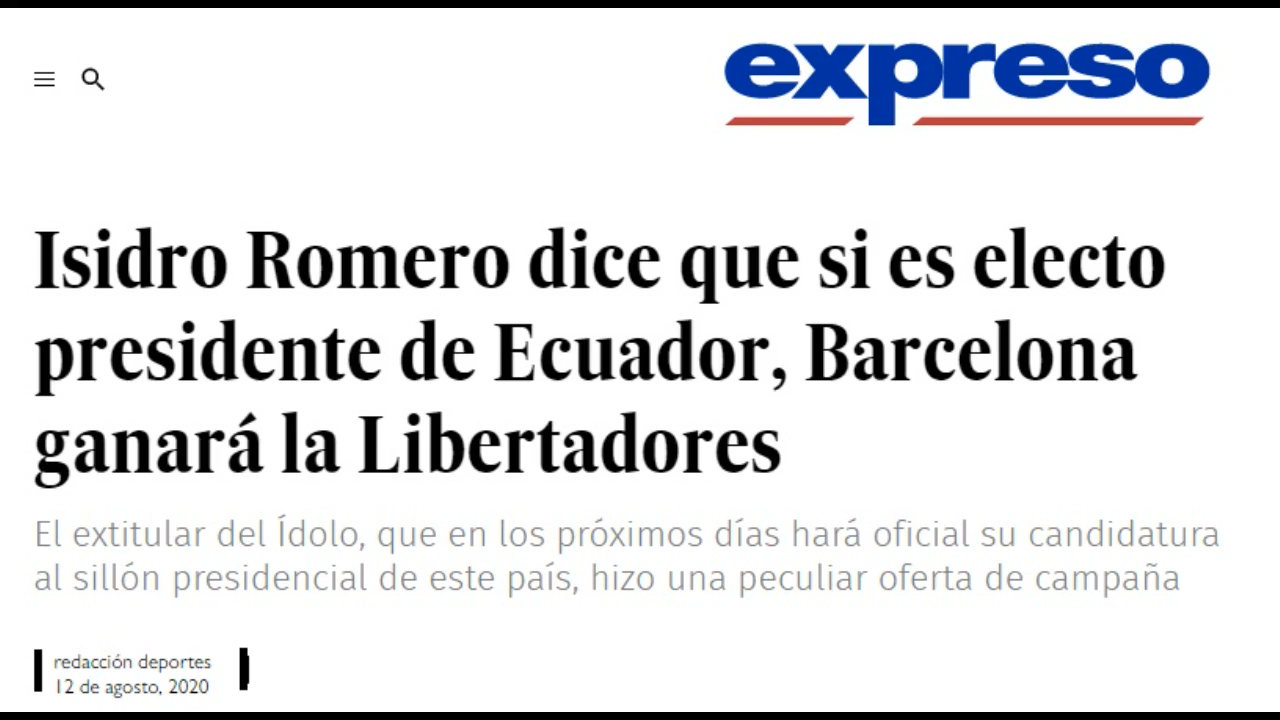 expreso
Isidro Romero dice que si es electo
presidente de Ecuador, Barcelona
ganará la Libertadores
El extitular del Ídolo, que en los próximos días hará oficial su candidatura
al sillón presidencial de este país, hizo una peculiar oferta de campaña
redacción deportes
12 de agosto, 2020